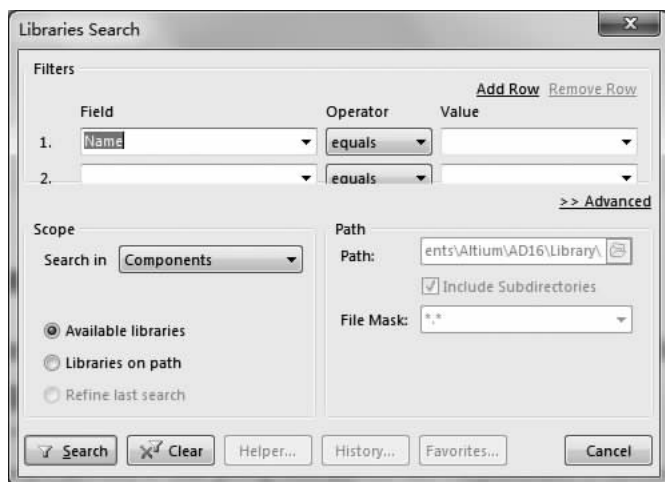 Libraries Search
Filters
Add Row Remove Row
Field Operator Value
1. Name equals
2. equals
>> Advanced
Scope
Search in Components
Available libraries
Libraries on path
Refine last search
Path
Path: ents\Altium\AD16\Library\
Include Subdirectories
File Mask: *.*
Search Clear Helper... History... Favorites... Cancel